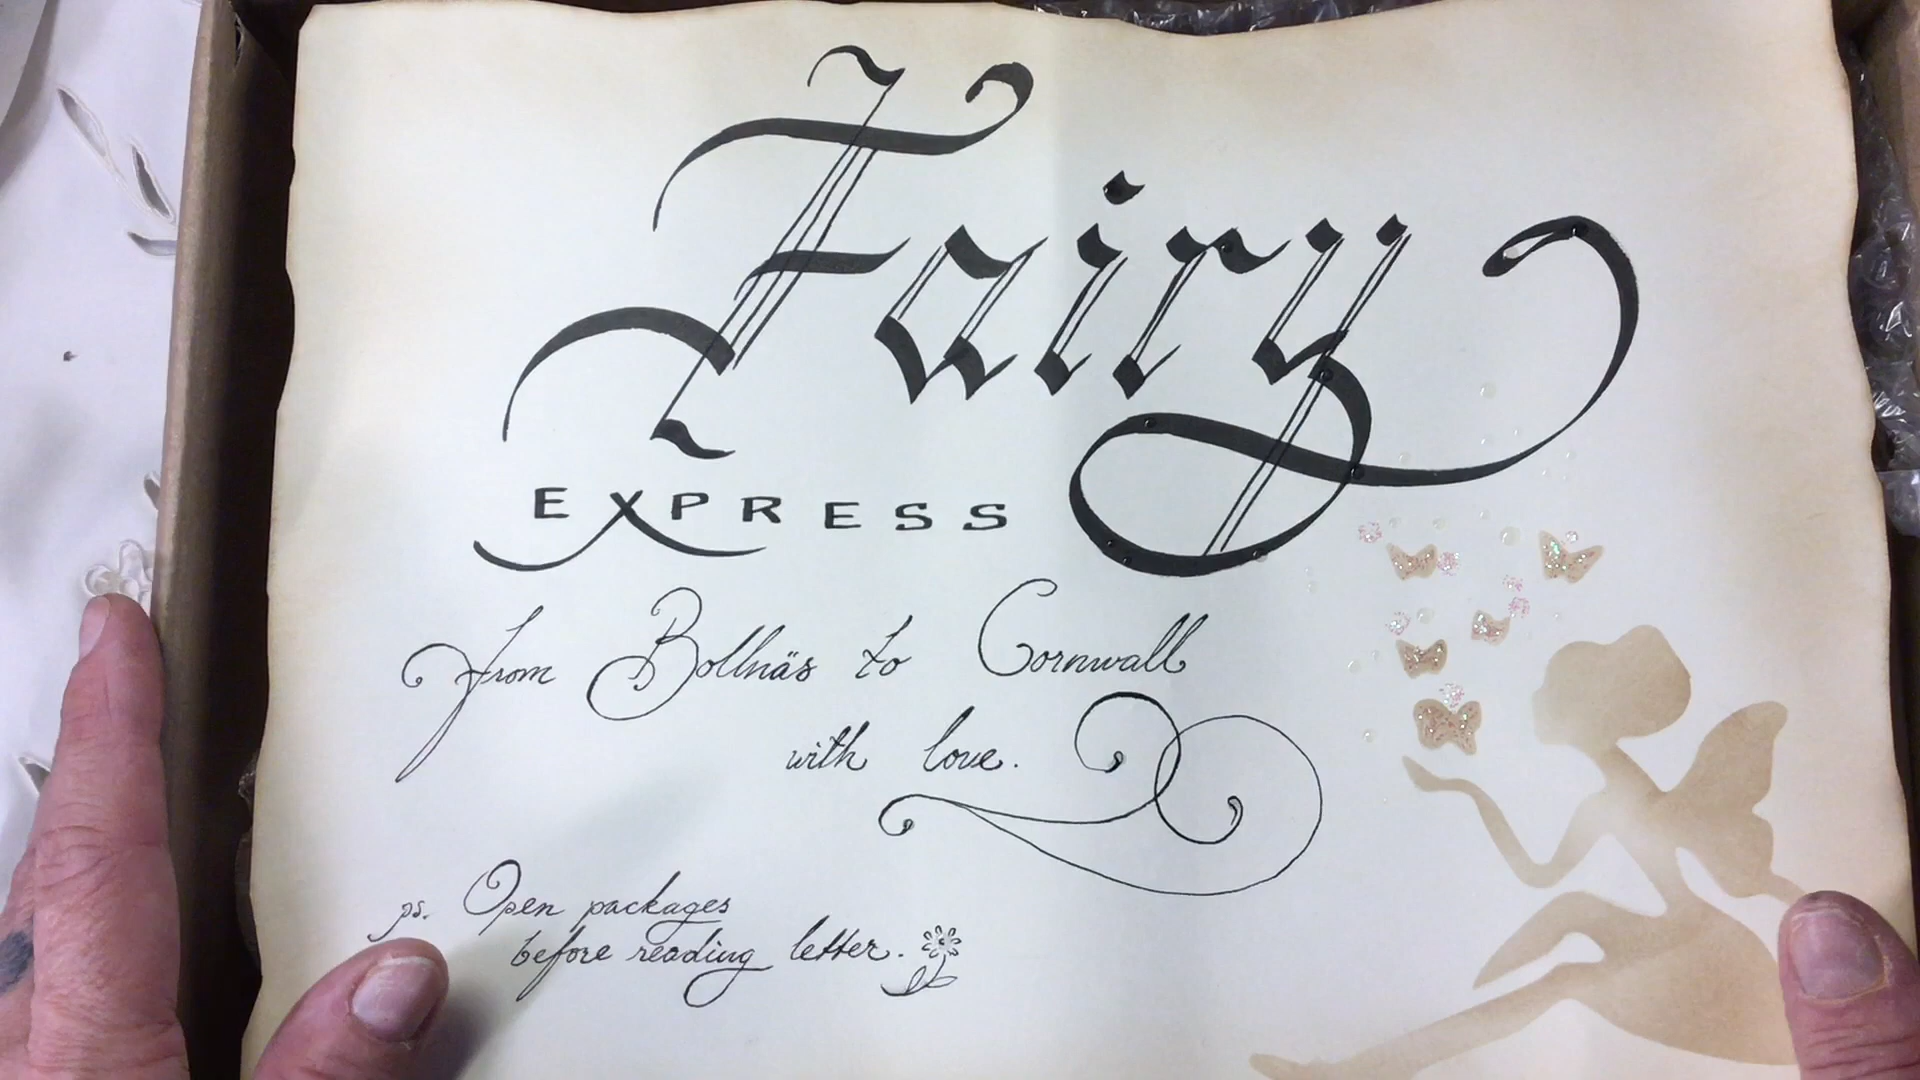 Fairy
EXPRESS
from Bollnäs to Cornwall
with love.
ps. Open packages
before reading letter.